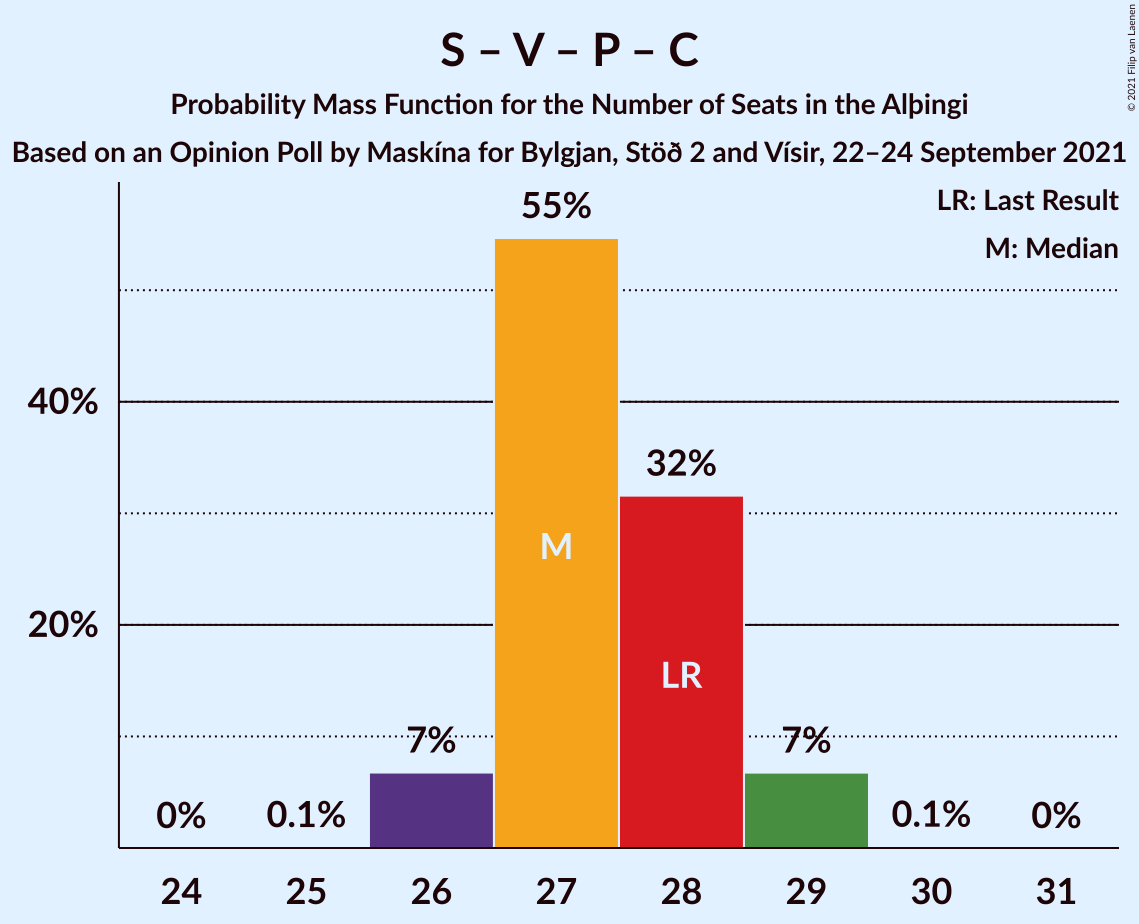 S – V – P – C
Probability Mass Function for the Number of Seats in the Alþingi
Based on an Opinion Poll by Maskína for Bylgjan, Stöð 2 and Vísir, 22–24 September 2021
© 2021 Filip van Laenen
LR: Last Result
M: Median
55%
40%
32%
M
20%
LR
7%
7%
0%
0.1%
0.1%
0%
24
25
26
27
28
29
30
31